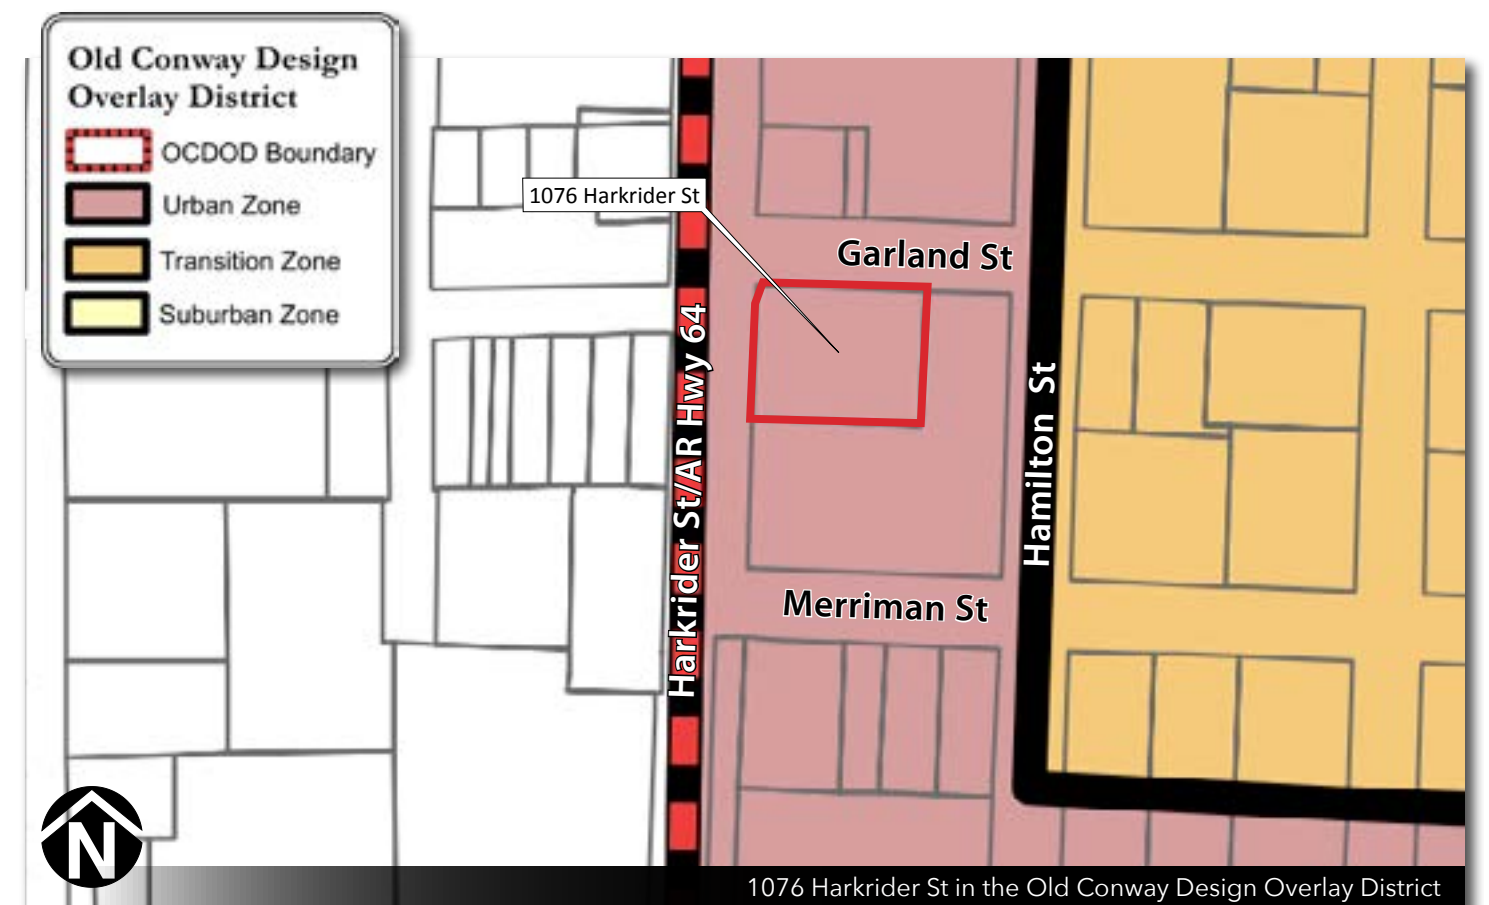 Old Conway Design
Overlay District
OCDOD Boundary
Urban Zone
Transition Zone
Suburban Zone
1076 Harkrider St
Garland St
Harkrider St/AR Hwy 64
Hamilton St
Merriman St
N
1076 Harkrider St in the Old Conway Design Overlay District